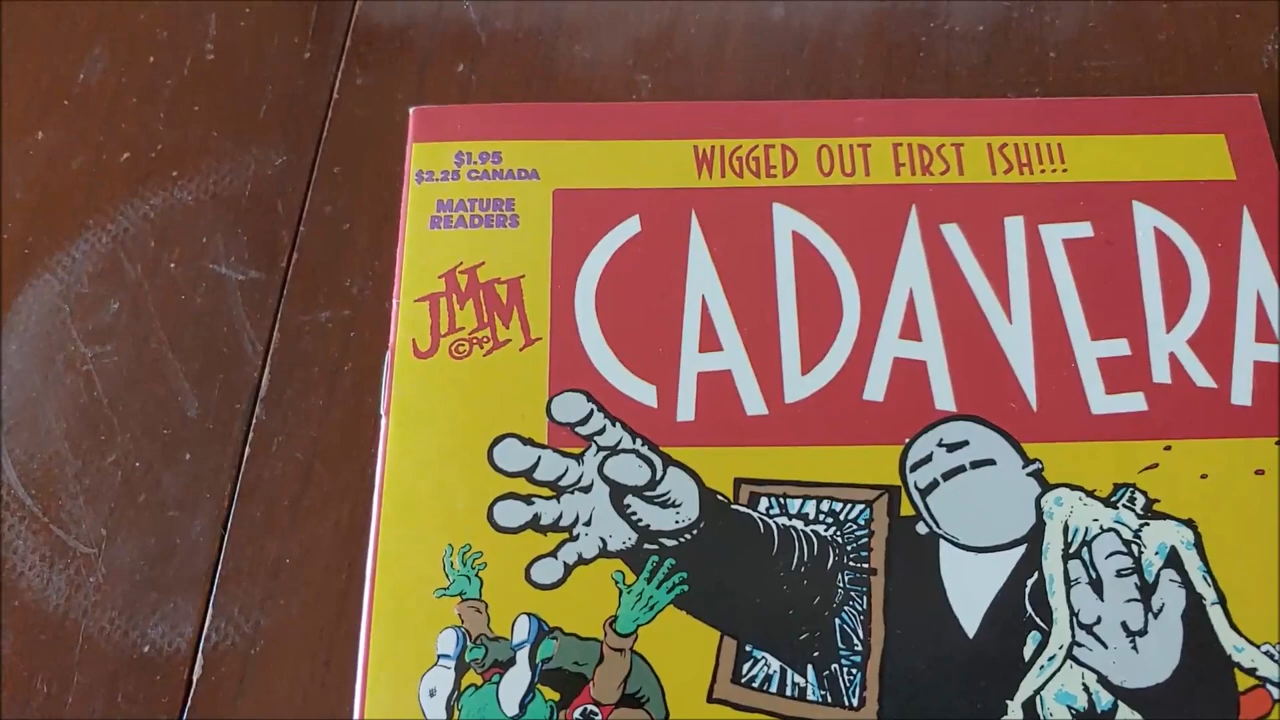 WIGGED OUT FIRST ISH!!!
$1.95
$2.25 CANADA
MATURE
READERS
JMM
CADAVERA